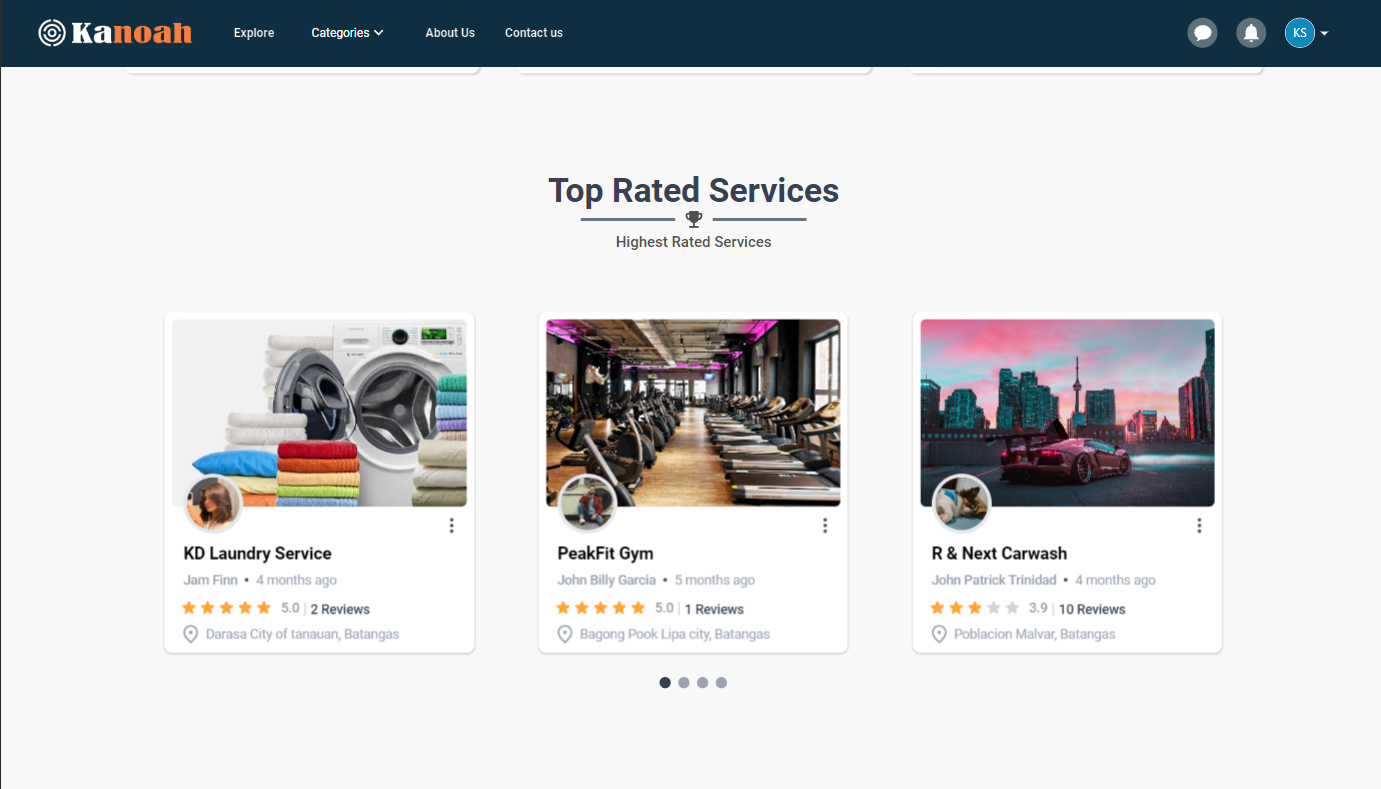 Kanoah
Explore
Categories
About Us
Contact us
KS
Top Rated Services
Highest Rated Services
KD Laundry Service
Jam Finn • 4 months ago
5.0 | 2 Reviews
Darasa City of tanauan, Batangas
PeakFit Gym
John Billy Garcia • 5 months ago
5.0 | 1 Reviews
Bagong Pook Lipa city, Batangas
R & Next Carwash
John Patrick Trinidad • 4 months ago
3.9 | 10 Reviews
Poblacion Malvar, Batangas